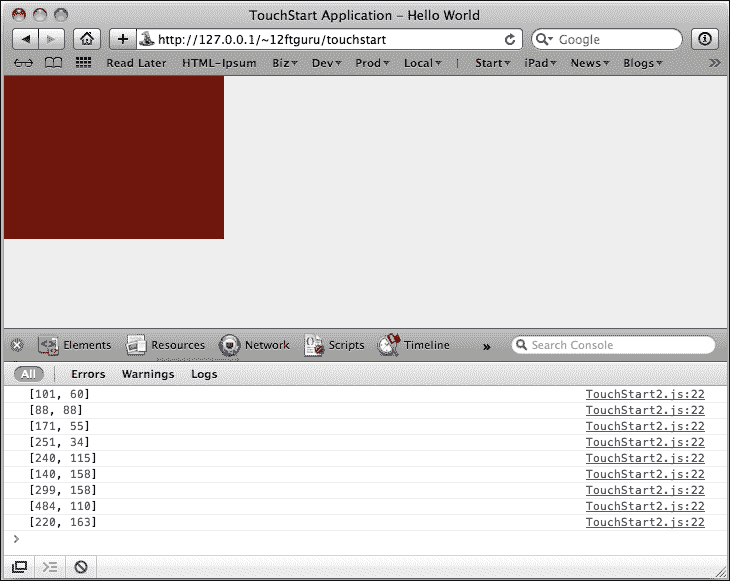 TouchStart Application – Hello World
http://127.0.0.1/~12ftguru/touchstart
Google
Read Later HTML-Ipsum Biz Dev Prod Local | Start iPad News Blogs »
Elements Resources Network Scripts Timeline » Search Console
All Errors Warnings Logs
[101, 60] TouchStart2.js:22
[88, 88] TouchStart2.js:22
[171, 55] TouchStart2.js:22
[251, 34] TouchStart2.js:22
[240, 115] TouchStart2.js:22
[140, 158] TouchStart2.js:22
[299, 158] TouchStart2.js:22
[484, 110] TouchStart2.js:22
[220, 163] TouchStart2.js:22
>